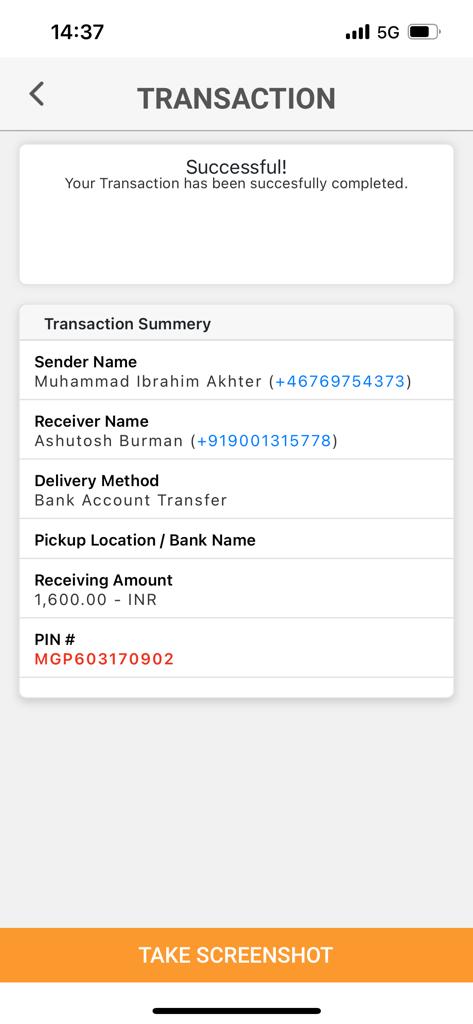 14:37
5G
TRANSACTION
Successful!
Your Transaction has been succesfully completed.
Transaction Summery
Sender Name
Muhammad Ibrahim Akhter (+46769754373)
Receiver Name
Ashutosh Burman (+919001315778)
Delivery Method
Bank Account Transfer
Pickup Location / Bank Name
Receiving Amount
1,600.00 - INR
PIN #
MGP603170902
TAKE SCREENSHOT